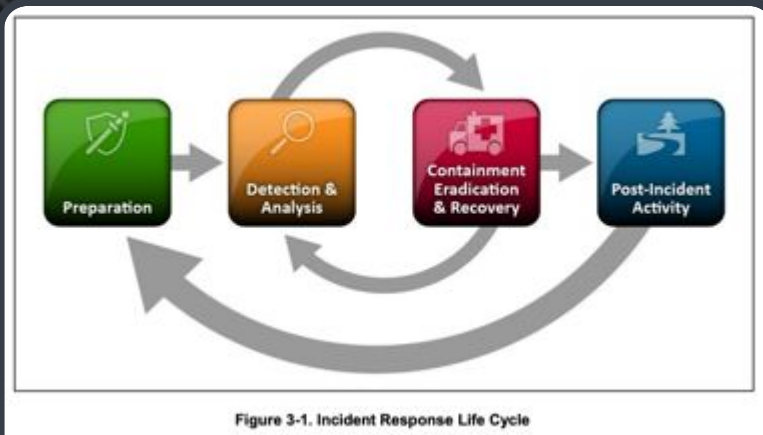 Preparation
Detection &
Analysis
Containment
Eradication
& Recovery
Post-Incident
Activity
Figure 3-1. Incident Response Life Cycle